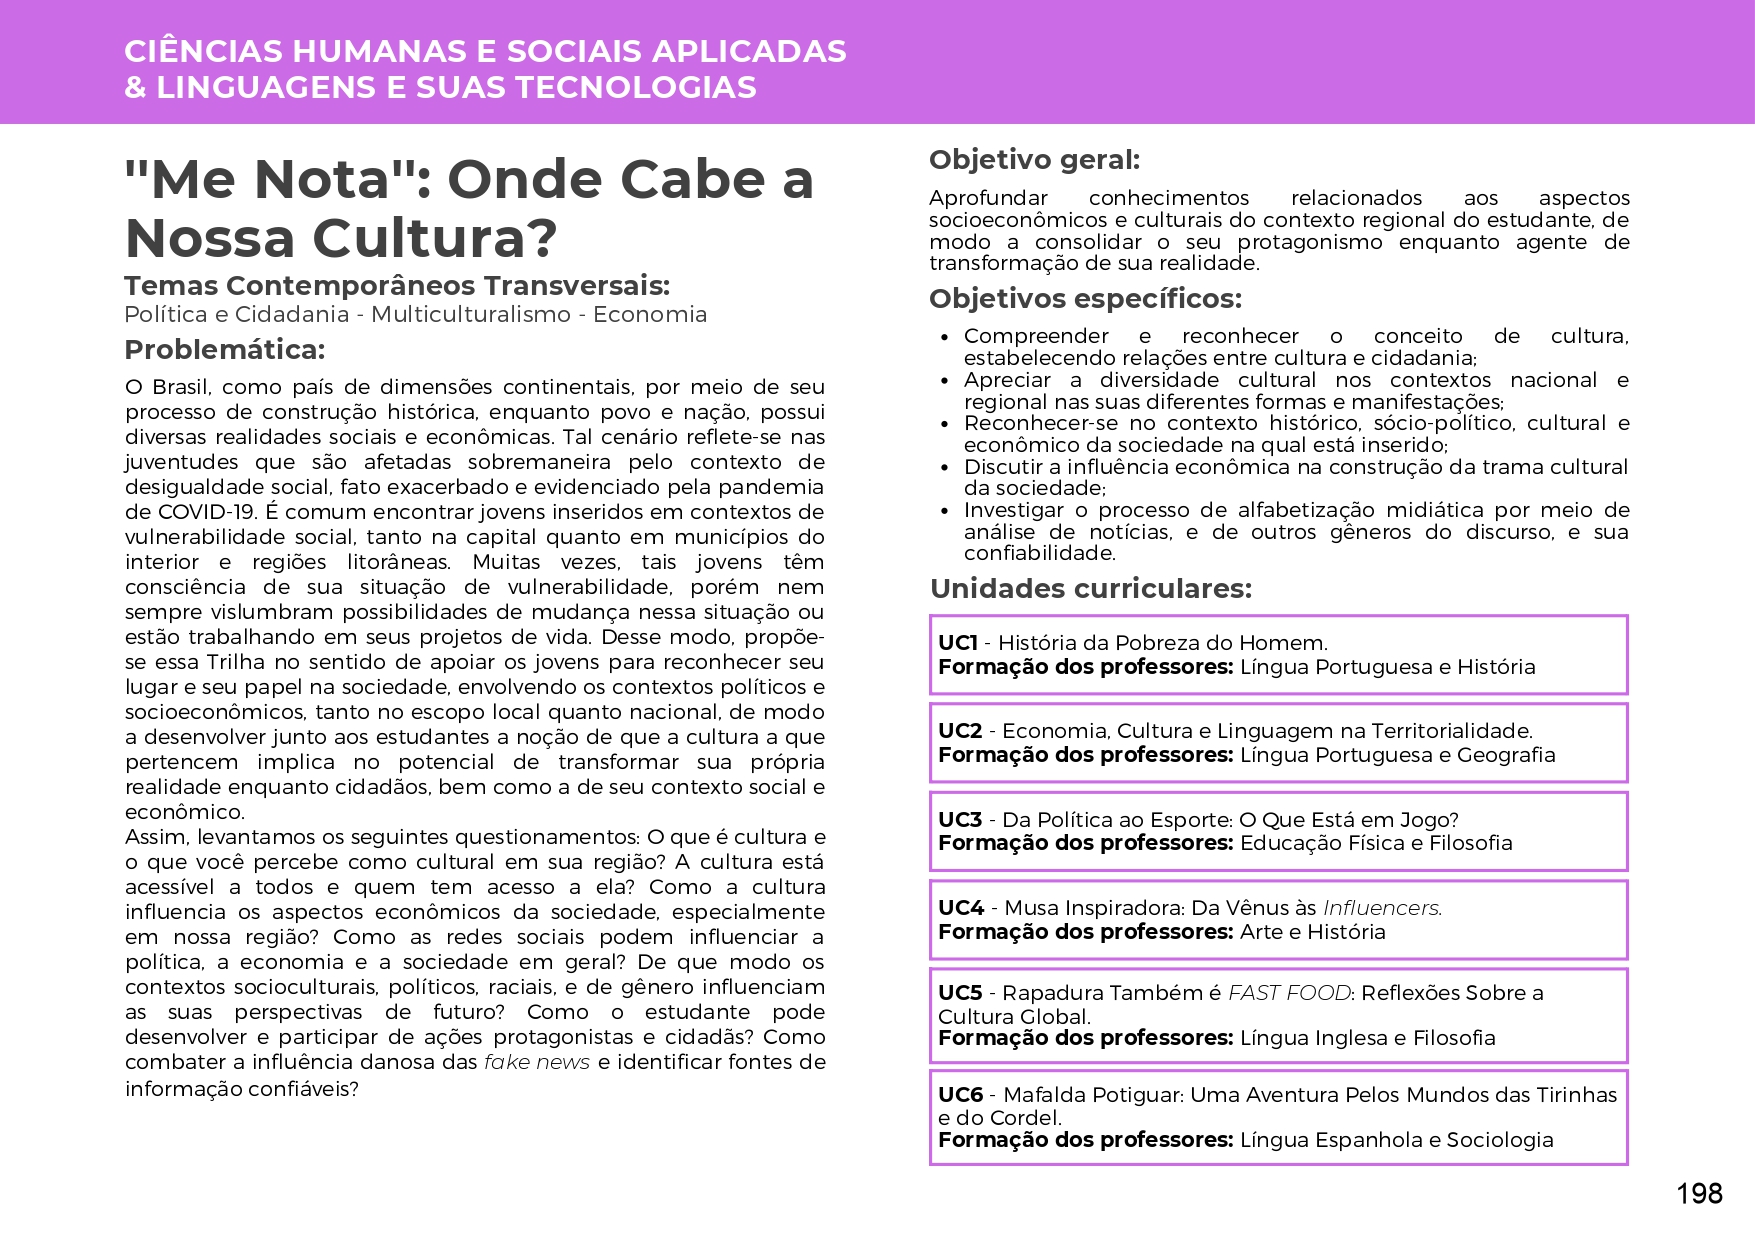 CIÊNCIAS HUMANAS E SOCIAIS APLICADAS
& LINGUAGENS E SUAS TECNOLOGIAS
"Me Nota": Onde Cabe a
Nossa Cultura?
Temas Contemporâneos Transversais:
Política e Cidadania - Multiculturalismo - Economia
Problemática:
O Brasil, como país de dimensões continentais, por meio de seu
processo de construção histórica, enquanto povo e nação, possui
diversas realidades sociais e econômicas. Tal cenário reflete-se nas
juventudes que são afetadas sobremaneira pelo contexto de
desigualdade social, fato exacerbado e evidenciado pela pandemia
de COVID-19. É comum encontrar jovens inseridos em contextos de
vulnerabilidade social, tanto na capital quanto em municípios do
interior e regiões litorâneas. Muitas vezes, tais jovens têm
consciência de sua situação de vulnerabilidade, porém nem
sempre vislumbram possibilidades de mudança nessa situação ou
estão trabalhando em seus projetos de vida. Desse modo, propõe-
se essa Trilha no sentido de apoiar os jovens para reconhecer seu
lugar e seu papel na sociedade, envolvendo os contextos políticos e
socioeconômicos, tanto no escopo local quanto nacional, de modo
a desenvolver junto aos estudantes a noção de que a cultura a que
pertencem implica no potencial de transformar sua própria
realidade enquanto cidadãos, bem como a de seu contexto social e
econômico.
Assim, levantamos os seguintes questionamentos: O que é cultura e
o que você percebe como cultural em sua região? A cultura está
acessível a todos e quem tem acesso a ela? Como a cultura
influencia os aspectos econômicos da sociedade, especialmente
em nossa região? Como as redes sociais podem influenciar a
política, a economia e a sociedade em geral? De que modo os
contextos socioculturais, políticos, raciais, e de gênero influenciam
as suas perspectivas de futuro? Como o estudante pode
desenvolver e participar de ações protagonistas e cidadãs? Como
combater a influência danosa das fake news e identificar fontes de
informação confiáveis?
Objetivo geral:
Aprofundar conhecimentos relacionados aos aspectos
socioeconômicos e culturais do contexto regional do estudante, de
modo a consolidar o seu protagonismo enquanto agente de
transformação de sua realidade.
Objetivos específicos:
• Compreender e reconhecer o conceito de cultura,
estabelecendo relações entre cultura e cidadania;
• Apreciar a diversidade cultural nos contextos nacional e
regional nas suas diferentes formas e manifestações;
• Reconhecer-se no contexto histórico, sócio-político, cultural e
econômico da sociedade na qual está inserido;
• Discutir a influência econômica na construção da trama cultural
da sociedade;
• Investigar o processo de alfabetização midiática por meio de
análise de notícias, e de outros gêneros do discurso, e sua
confiabilidade.
Unidades curriculares:
UC1 - História da Pobreza do Homem.
Formação dos professores: Língua Portuguesa e História
UC2 - Economia, Cultura e Linguagem na Territorialidade.
Formação dos professores: Língua Portuguesa e Geografia
UC3 - Da Política ao Esporte: O Que Está em Jogo?
Formação dos professores: Educação Física e Filosofia
UC4 - Musa Inspiradora: Da Vênus às Influencers.
Formação dos professores: Arte e História
UC5 - Rapadura Também é FAST FOOD: Reflexões Sobre a
Cultura Global.
Formação dos professores: Língua Inglesa e Filosofia
UC6 - Mafalda Potiguar: Uma Aventura Pelos Mundos das Tirinhas
e do Cordel.
Formação dos professores: Língua Espanhola e Sociologia
198